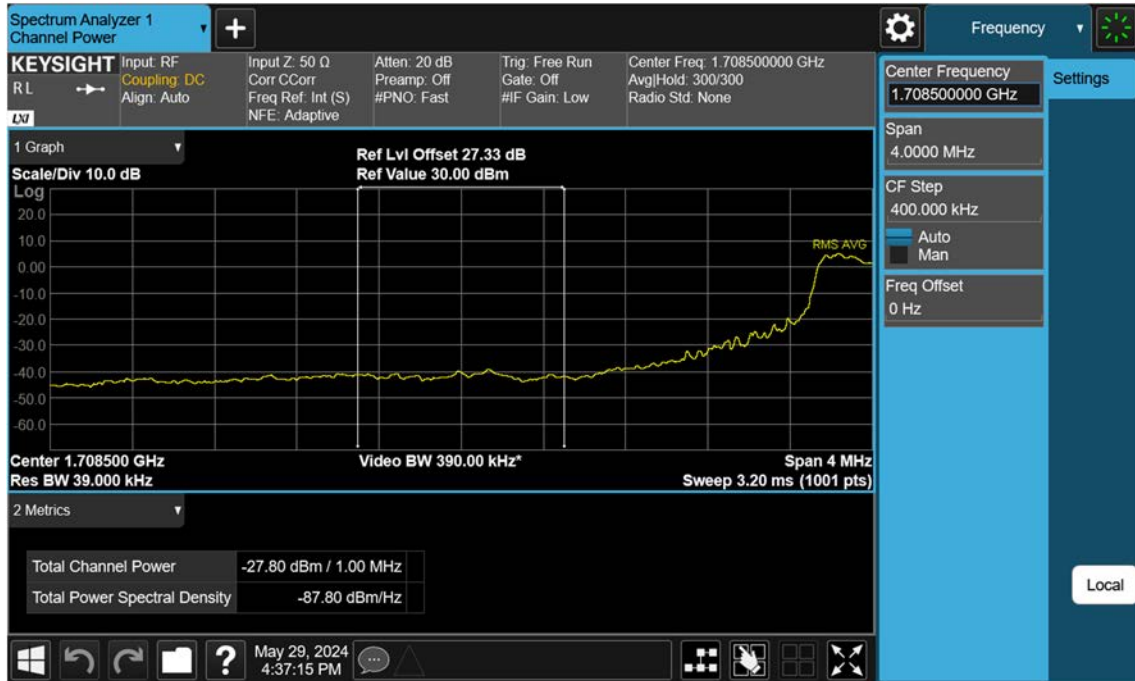 Spectrum Analyzer 1
Channel Power
Frequency
KEYSIGHT
R L
LXI
Input: RF
Coupling: DC
Align: Auto
Input Z: 50 Ω
Corr CCorr
Freq Ref: Int (S)
NFE: Adaptive
Atten: 20 dB
Preamp: Off
#PNO: Fast
Trig: Free Run
Gate: Off
#IF Gain: Low
Center Freq: 1.708500000 GHz
Avg|Hold: 300/300
Radio Std: None
1 Graph
Scale/Div 10.0 dB
Ref Lvl Offset 27.33 dB
Ref Value 30.00 dBm
Log
20.0
10.0
0.00
-10.0
-20.0
-30.0
-40.0
-50.0
-60.0
RMS AVG
Center 1.708500 GHz
Video BW 390.00 kHz*
Span 4 MHz
Res BW 39.000 kHz
Sweep 3.20 ms (1001 pts)
2 Metrics
Total Channel Power -27.80 dBm / 1.00 MHz
Total Power Spectral Density -87.80 dBm/Hz
?
May 29, 2024
4:37:15 PM
Center Frequency
1.708500000 GHz
Settings
Span
4.0000 MHz
CF Step
400.000 kHz
Auto
Man
Freq Offset
0 Hz
Local